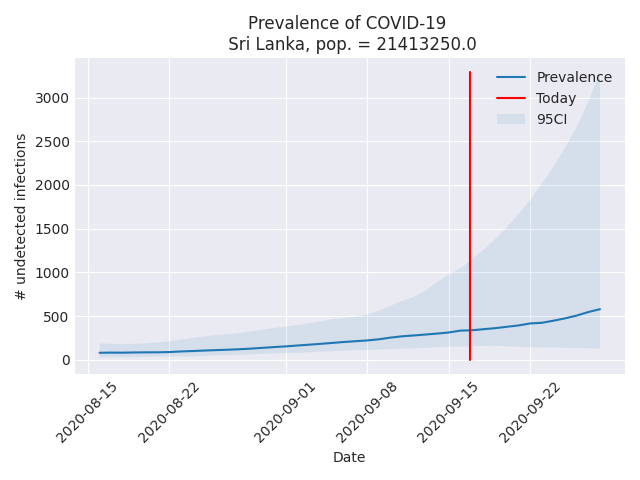 Prevalence of COVID-19
Sri Lanka, pop. = 21413250.0
Prevalence
Today
95CI
# undetected infections
3000
2500
2000
1500
1000
500
0
2020-08-15
2020-08-22
2020-09-01
2020-09-08
2020-09-15
2020-09-22
Date